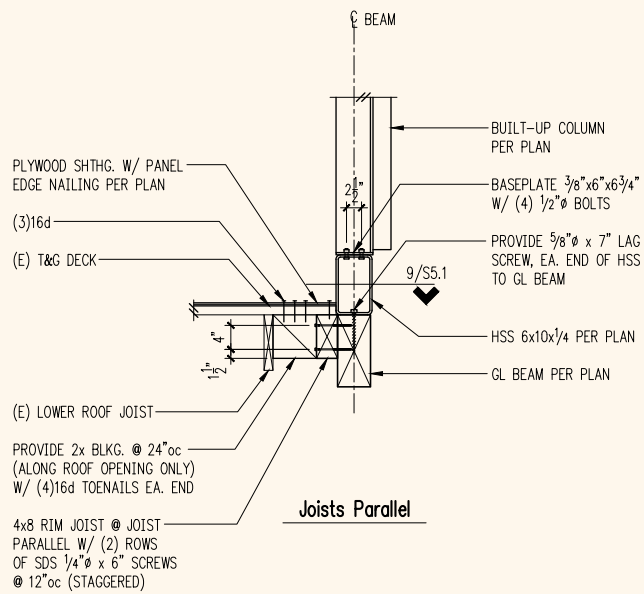 ℄ BEAM
BUILT-UP COLUMN
PER PLAN
PLYWOOD SHTHG. W/ PANEL
EDGE NAILING PER PLAN
2½"
BASEPLATE 3/8"x6"x6 3/4"
W/ (4) 1/2"ø BOLTS
(3)16d
PROVIDE 5/8"ø x 7" LAG
SCREW, EA. END OF HSS
TO GL BEAM
(E) T&G DECK
9/S5.1
HSS 6x10x1/4 PER PLAN
4"
1½"
GL BEAM PER PLAN
(E) LOWER ROOF JOIST
PROVIDE 2x BLKG. @ 24"oc
(ALONG ROOF OPENING ONLY)
W/ (4)16d TOENAILS EA. END
Joists Parallel
4x8 RIM JOIST @ JOIST
PARALLEL W/ (2) ROWS
OF SDS 1/4"ø x 6" SCREWS
@ 12"oc (STAGGERED)